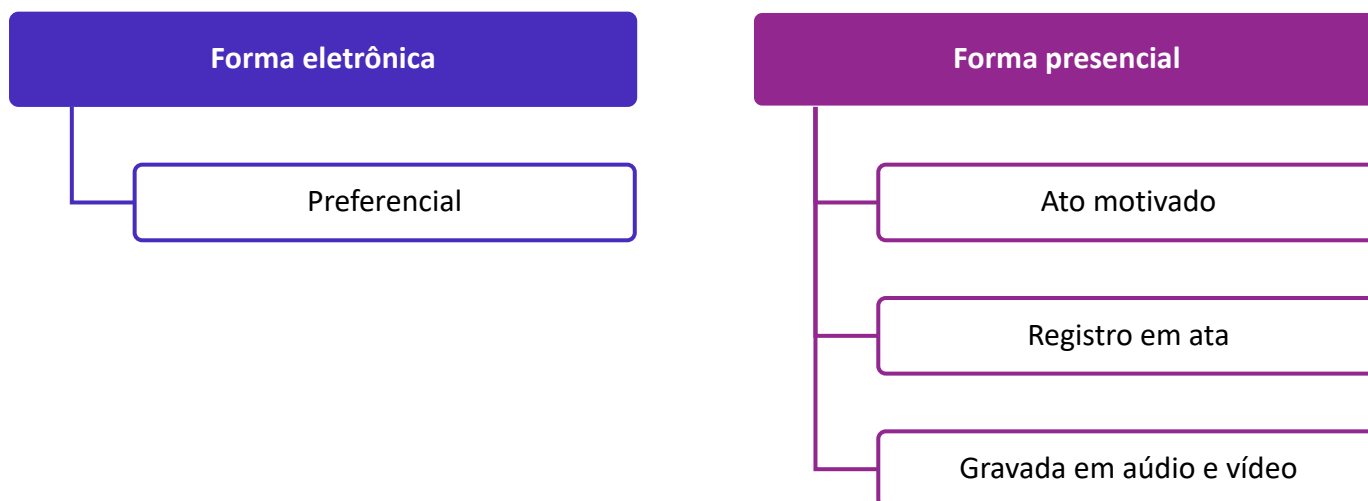 Forma eletrônica
Preferencial
Forma presencial
Ato motivado
Registro em ata
Gravada em aúdio e vídeo